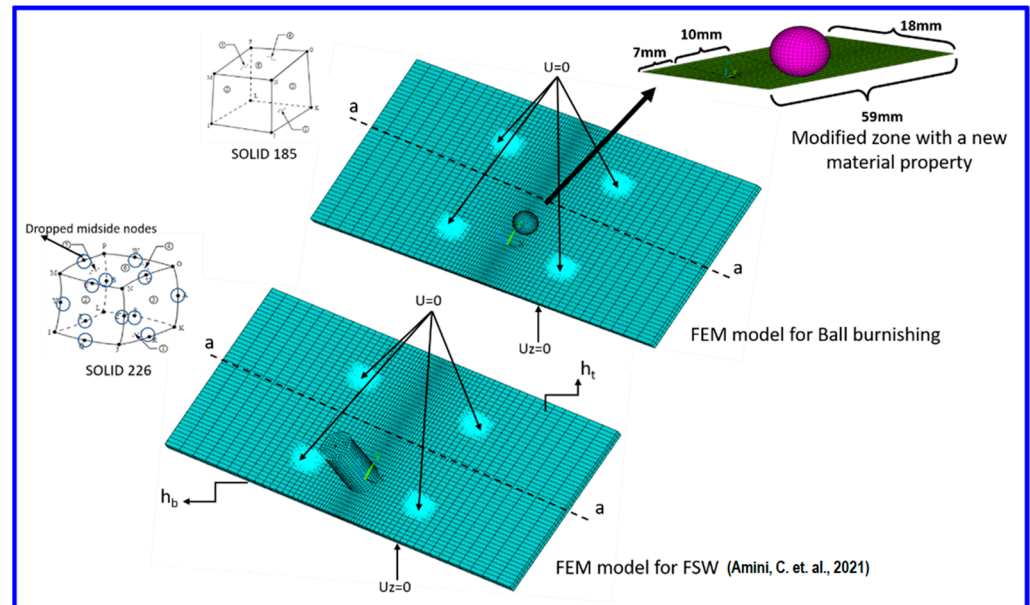 18mm
10mm
7mm
59mm
Modified zone with a new
material property
U=0
a
a
SOLID 185
Uz=0
FEM model for Ball burnishing
Dropped midside nodes
SOLID 226
U=0
a
a
hₜ
h_b
Uz=0
FEM model for FSW (Amini, C. et. al., 2021)